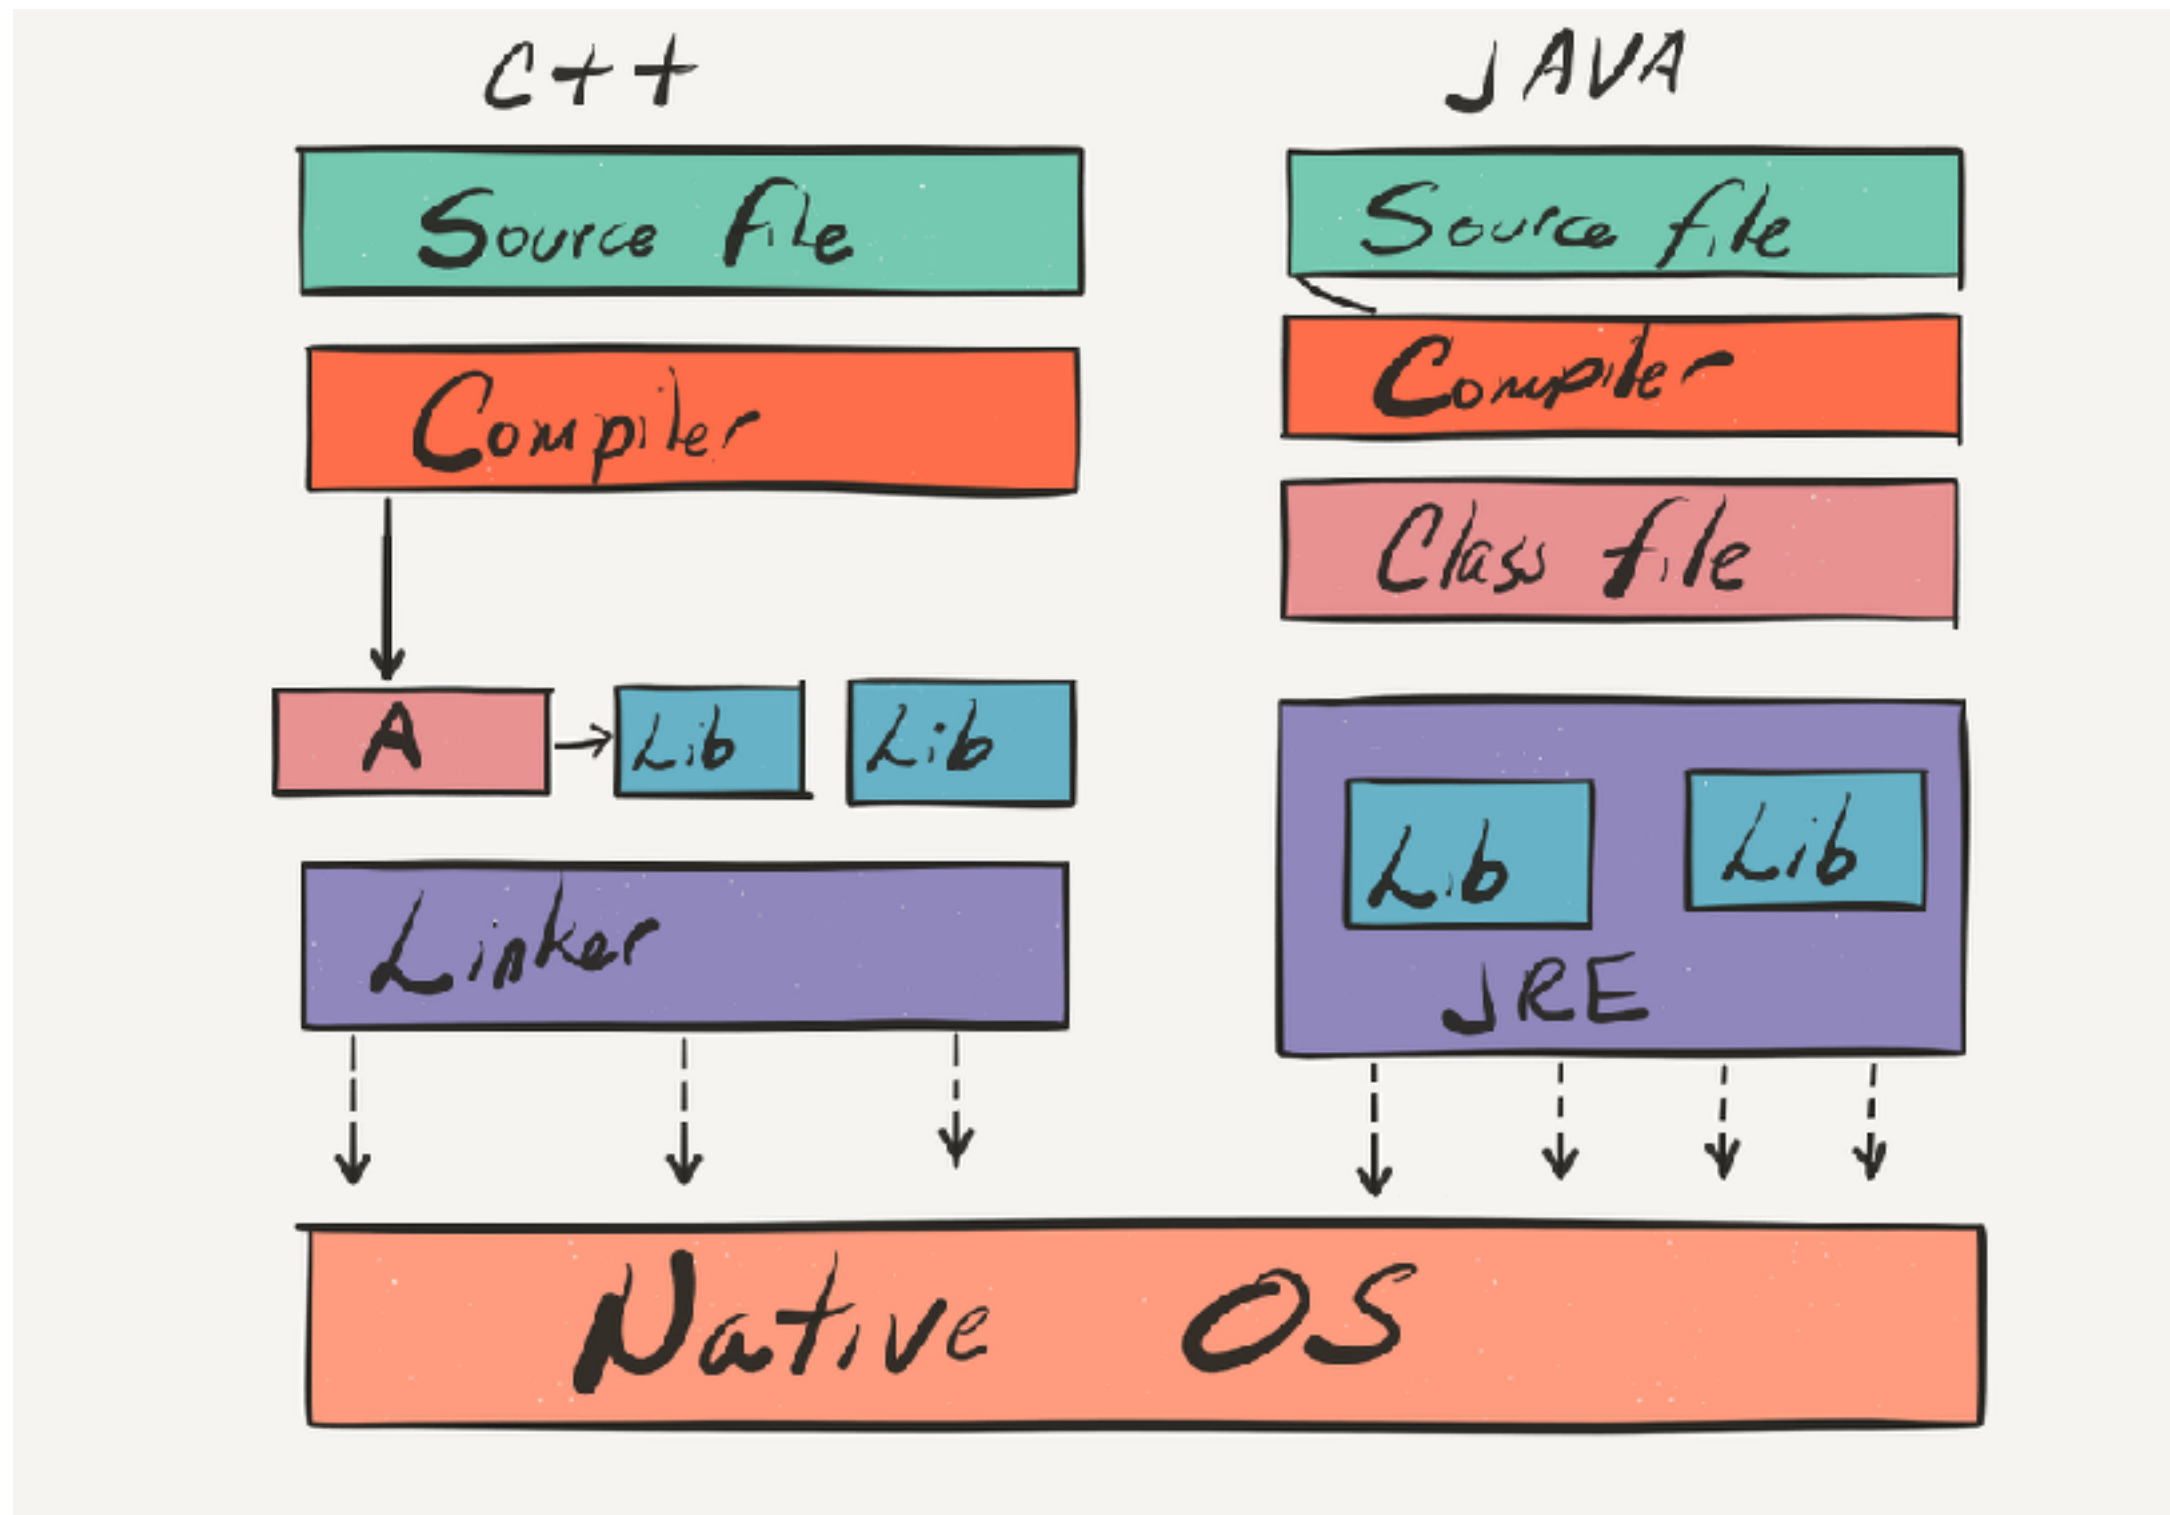 C++
Source file
Compiler
A
Lib
Lib
Linker
JAVA
Source file
Compiler
Class file
Lib
Lib
JRE
Native OS